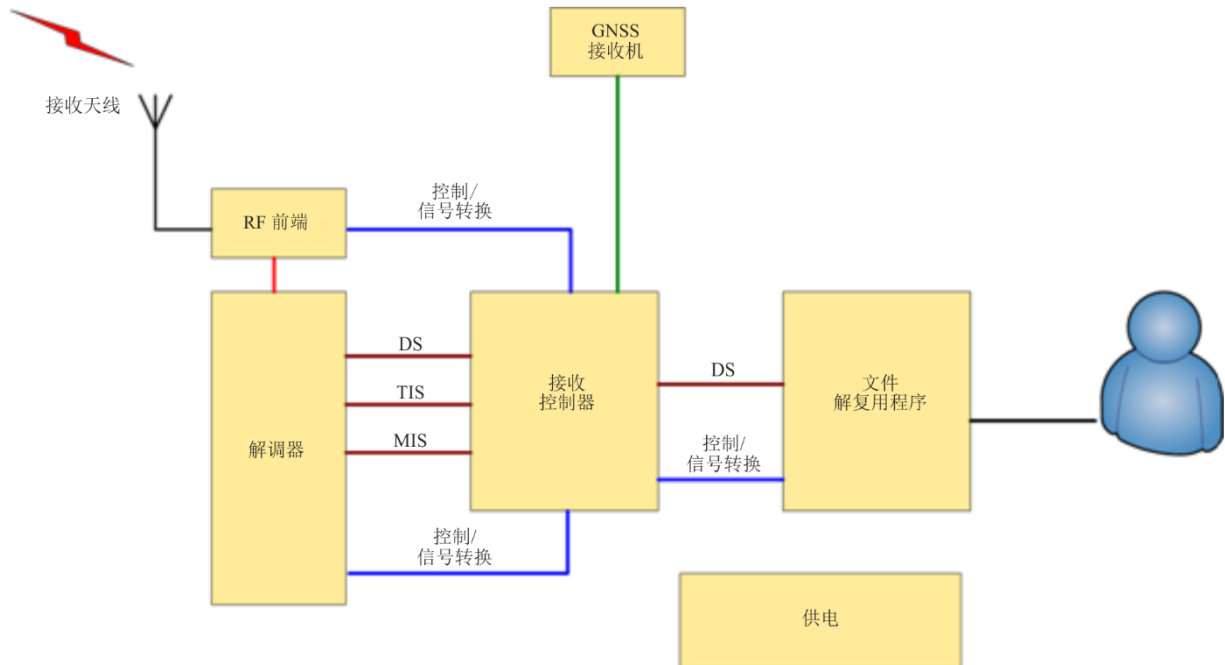 GNSS
接收机
接收天线
RF 前端
控制/
信号转换
DS
TIS
MIS
解调器
接收
控制器
DS
控制/
信号转换
文件
解复用程序
控制/
信号转换
供电